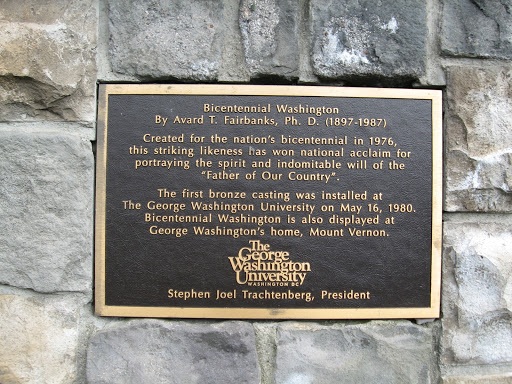 Bicentennial Washington
By Avard T. Fairbanks, Ph. D. (1897-1987)
Created for the nation's bicentennial in 1976,
this striking likeness has won national acclaim for
portraying the spirit and indomitable will of the
"Father of Our Country".
The first bronze casting was installed at
The George Washington University on May 16, 1980.
Bicentennial Washington is also displayed at
George Washington's home, Mount Vernon.
The
George
Washington
University
WASHINGTON DC
Stephen Joel Trachtenberg, President